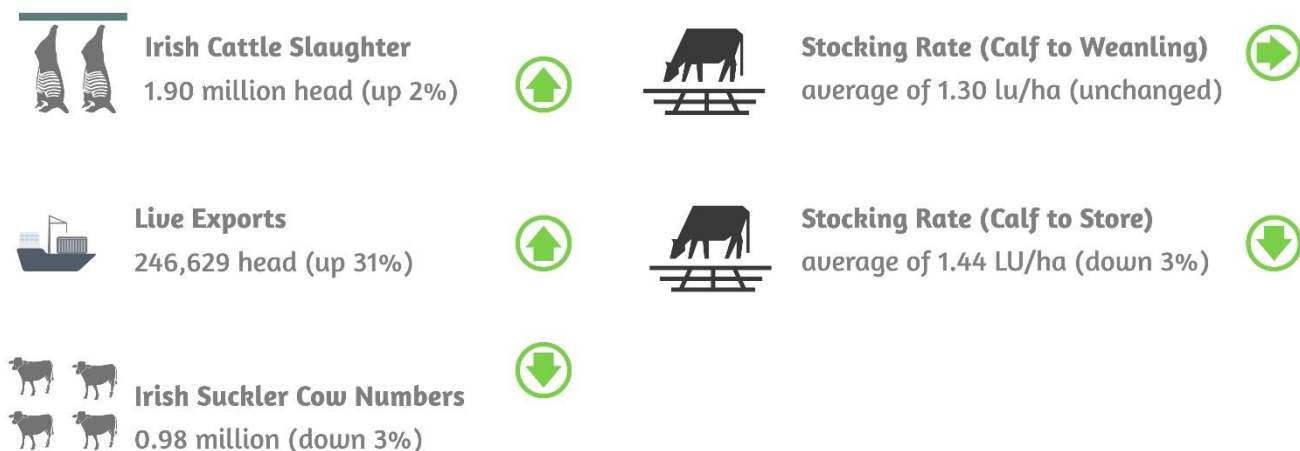 Irish Cattle Slaughter
1.90 million head (up 2%)
Live Exports
246,629 head (up 31%)
Irish Suckler Cow Numbers
0.98 million (down 3%)
Stocking Rate (Calf to Weanling)
average of 1.30 lu/ha (unchanged)
Stocking Rate (Calf to Store)
average of 1.44 LU/ha (down 3%)